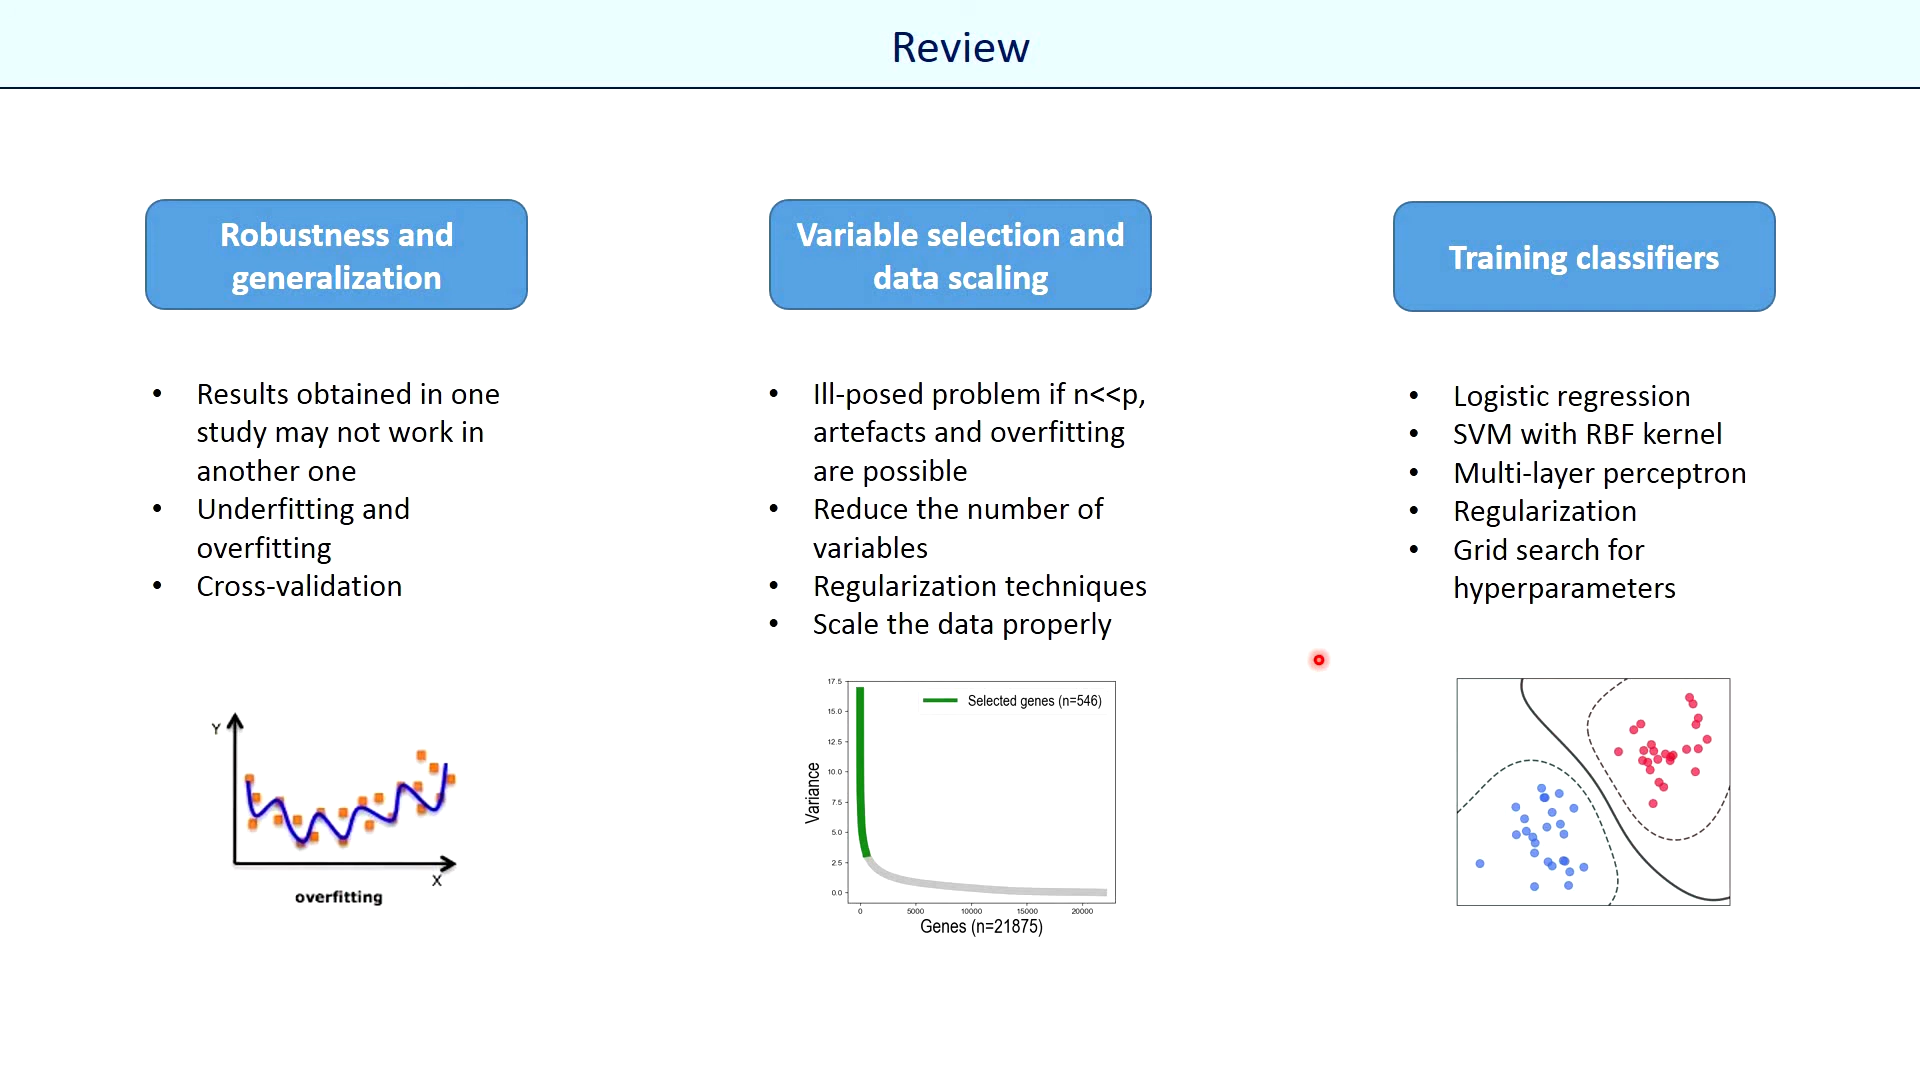 Review
Robustness and
generalization
• Results obtained in one
study may not work in
another one
• Underfitting and
overfitting
• Cross-validation
Y
X
overfitting
Variable selection and
data scaling
• Ill-posed problem if n<<p,
artefacts and overfitting
are possible
• Reduce the number of
variables
• Regularization techniques
• Scale the data properly
17.5
15.0
12.5
10.0
7.5
5.0
2.5
0.0
Variance
Selected genes (n=546)
0 5000 10000 15000 20000
Genes (n=21875)
Training classifiers
• Logistic regression
• SVM with RBF kernel
• Multi-layer perceptron
• Regularization
• Grid search for
hyperparameters